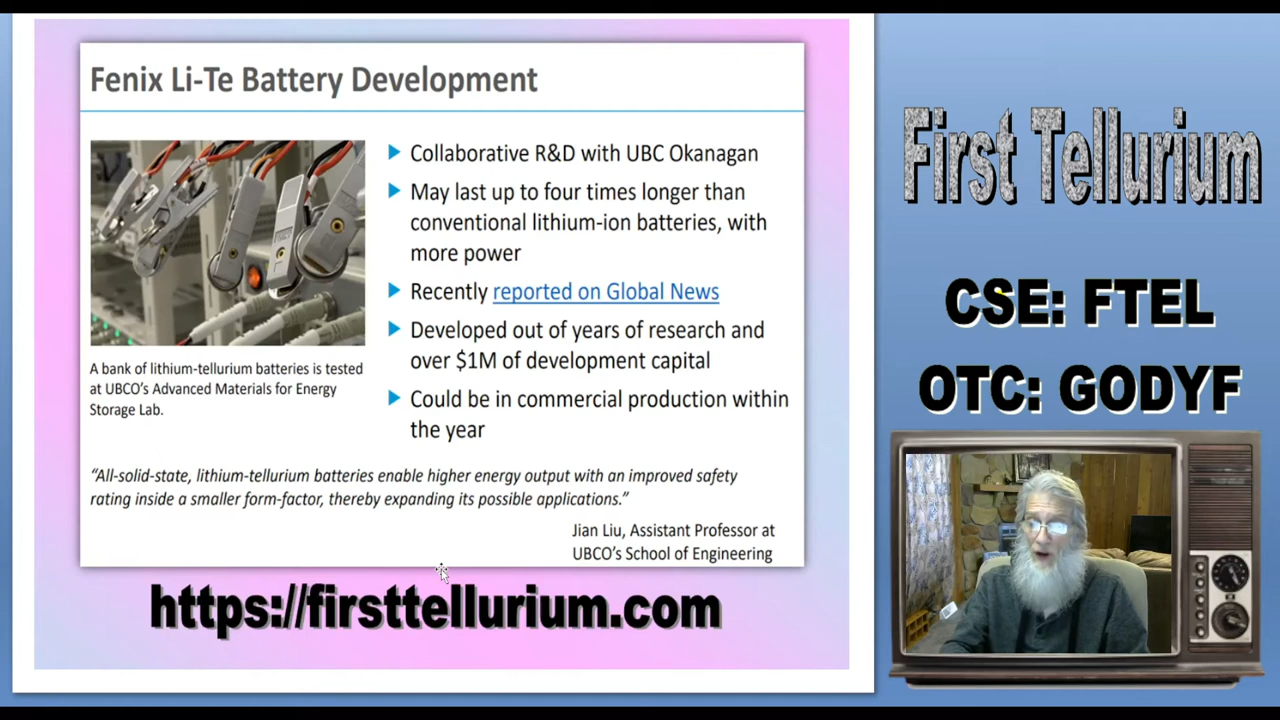 Fenix Li-Te Battery Development
Collaborative R&D with UBC Okanagan
May last up to four times longer than
conventional lithium-ion batteries, with
more power
Recently reported on Global News
Developed out of years of research and
over $1M of development capital
Could be in commercial production within
the year
A bank of lithium-tellurium batteries is tested
at UBCO's Advanced Materials for Energy
Storage Lab.
“All-solid-state, lithium-tellurium batteries enable higher energy output with an improved safety
rating inside a smaller form-factor, thereby expanding its possible applications.”
Jian Liu, Assistant Professor at
UBCO's School of Engineering
https://firsttellurium.com
First Tellurium
CSE: FTEL
OTC: GODYF